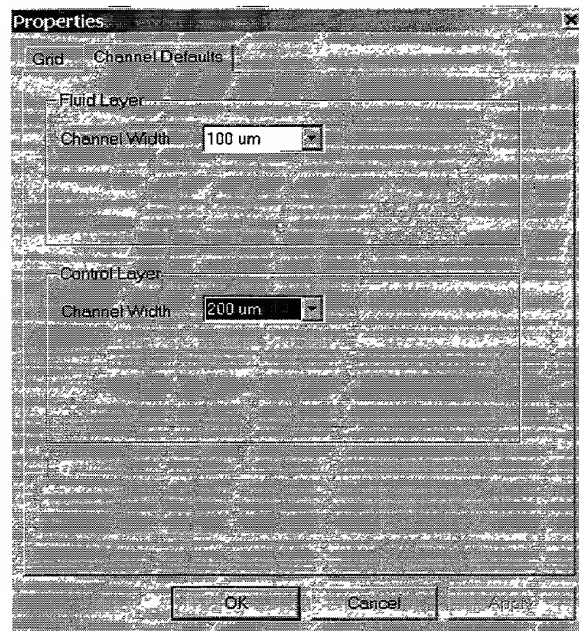 Properties
Grid Channel Defaults
Fluid Layer
Channel Width 100 um
Control Layer
Channel Width 200 um
OK Cancel Apply